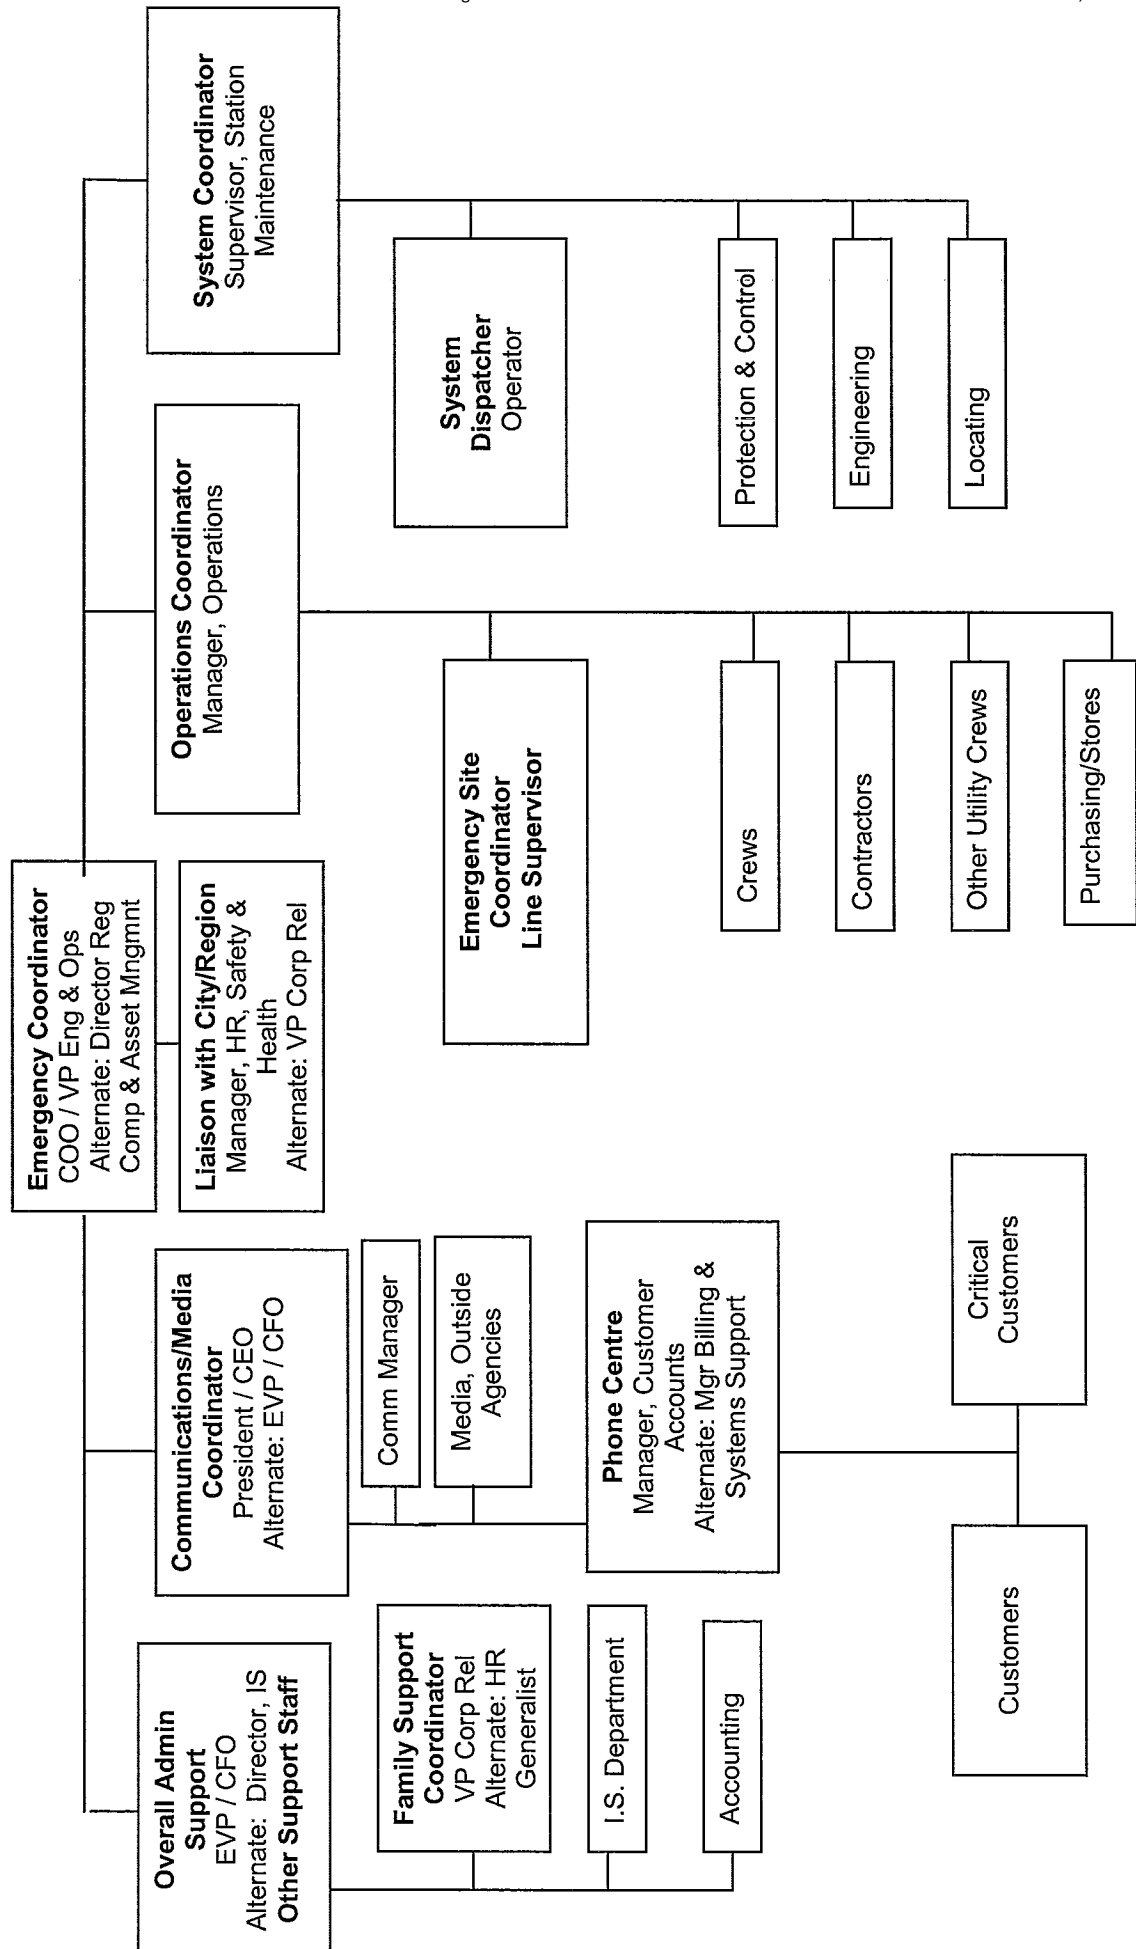 Emergency Coordinator
COO / VP Eng & Ops
Alternate: Director Reg
Comp & Asset Mngmnt
Liaison with City/Region
Manager, HR, Safety &
Health
Alternate: VP Corp Rel
Overall Admin
Support
EVP / CFO
Alternate: Director, IS
Other Support Staff
Family Support
Coordinator
VP Corp Rel
Alternate: HR
Generalist
I.S. Department
Accounting
Communications/Media
Coordinator
President / CEO
Alternate: EVP / CFO
Comm Manager
Media, Outside
Agencies
Phone Centre
Manager, Customer
Accounts
Alternate: Mgr Billing &
Systems Support
Customers
Critical
Customers
Operations Coordinator
Manager, Operations
Emergency Site
Coordinator
Line Supervisor
Crews
Contractors
Other Utility Crews
Purchasing/Stores
System Coordinator
Supervisor, Station
Maintenance
System
Dispatcher
Operator
Protection & Control
Engineering
Locating